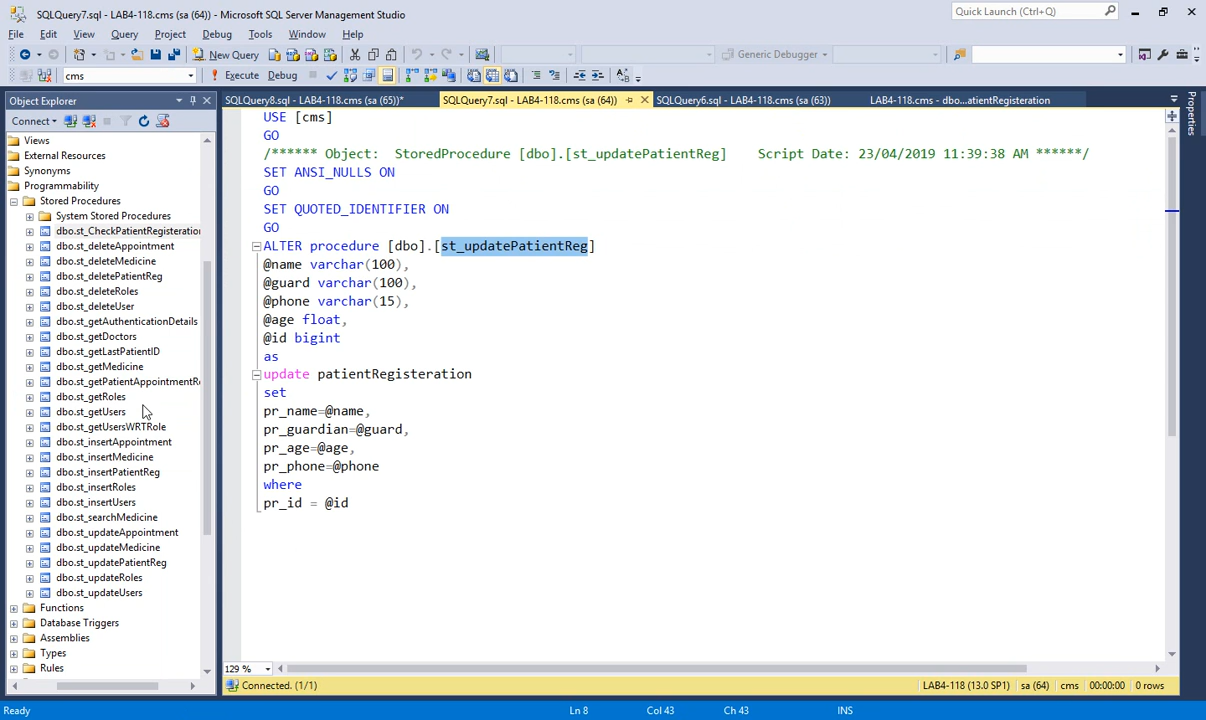 SQLQuery7.sql - LAB4-118.cms (sa (64)) - Microsoft SQL Server Management Studio
Quick Launch (Ctrl+Q)
File Edit View Query Project Debug Tools Window Help
New Query
Generic Debugger
cms
Execute Debug
Object Explorer
SQLQuery8.sql - LAB4-118.cms (sa (65))*
SQLQuery7.sql - LAB4-118.cms (sa (64))
SQLQuery6.sql - LAB4-118.cms (sa (63))
LAB4-118.cms - dbo...atientRegisteration
Properties
Connect
Views
External Resources
Synonyms
Programmability
Stored Procedures
System Stored Procedures
dbo.st_CheckPatientRegisteration
dbo.st_deleteAppointment
dbo.st_deleteMedicine
dbo.st_deletePatientReg
dbo.st_deleteRoles
dbo.st_deleteUser
dbo.st_getAuthenticationDetails
dbo.st_getDoctors
dbo.st_getLastPatientID
dbo.st_getMedicine
dbo.st_getPatientAppointmentR
dbo.st_getRoles
dbo.st_getUsers
dbo.st_getUsersWRTRole
dbo.st_insertAppointment
dbo.st_insertMedicine
dbo.st_insertPatientReg
dbo.st_insertRoles
dbo.st_insertUsers
dbo.st_searchMedicine
dbo.st_updateAppointment
dbo.st_updateMedicine
dbo.st_updatePatientReg
dbo.st_updateRoles
dbo.st_updateUsers
Functions
Database Triggers
Assemblies
Types
Rules
USE [cms]
GO
/****** Object: StoredProcedure [dbo].[st_updatePatientReg] Script Date: 23/04/2019 11:39:38 AM ******/
SET ANSI_NULLS ON
GO
SET QUOTED_IDENTIFIER ON
GO
ALTER procedure [dbo].[st_updatePatientReg]
@name varchar(100),
@guard varchar(100),
@phone varchar(15),
@age float,
@id bigint
as
update patientRegisteration
set
pr_name=@name,
pr_guardian=@guard,
pr_age=@age,
pr_phone=@phone
where
pr_id = @id
129 %
Connected. (1/1)
LAB4-118 (13.0 SP1) sa (64) cms 00:00:00 0 rows
Ready
Ln 8 Col 43 Ch 43 INS